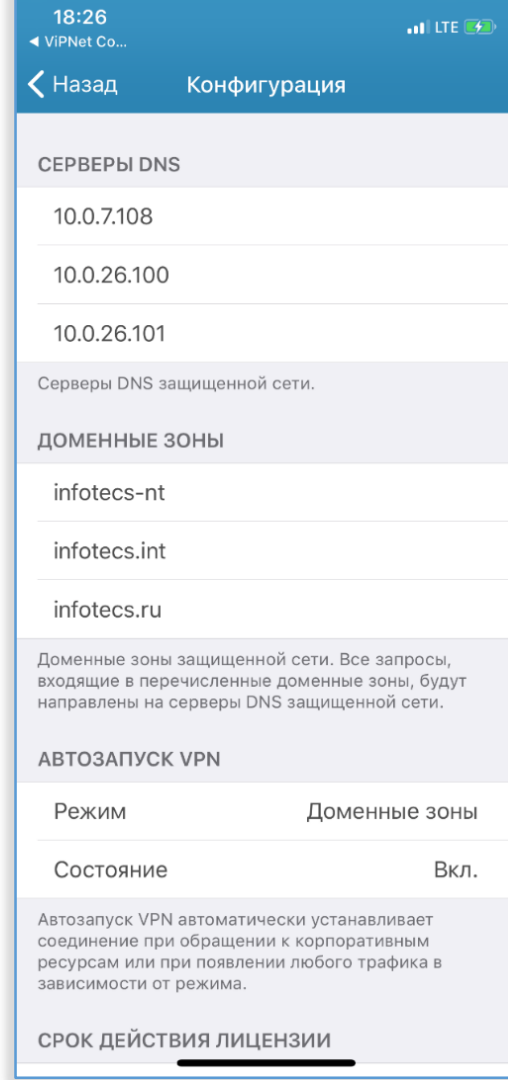 18:26
LTE
◀ ViPNet Co...
Назад
Конфигурация
СЕРВЕРЫ DNS
10.0.7.108
10.0.26.100
10.0.26.101
Серверы DNS защищенной сети.
ДОМЕННЫЕ ЗОНЫ
infotecs-nt
infotecs.int
infotecs.ru
Доменные зоны защищенной сети. Все запросы,
входящие в перечисленные доменные зоны, будут
направлены на серверы DNS защищенной сети.
АВТОЗАПУСК VPN
Режим Доменные зоны
Состояние Вкл.
Автозапуск VPN автоматически устанавливает
соединение при обращении к корпоративным
ресурсам или при появлении любого трафика в
зависимости от режима.
СРОК ДЕЙСТВИЯ ЛИЦЕНЗИИ